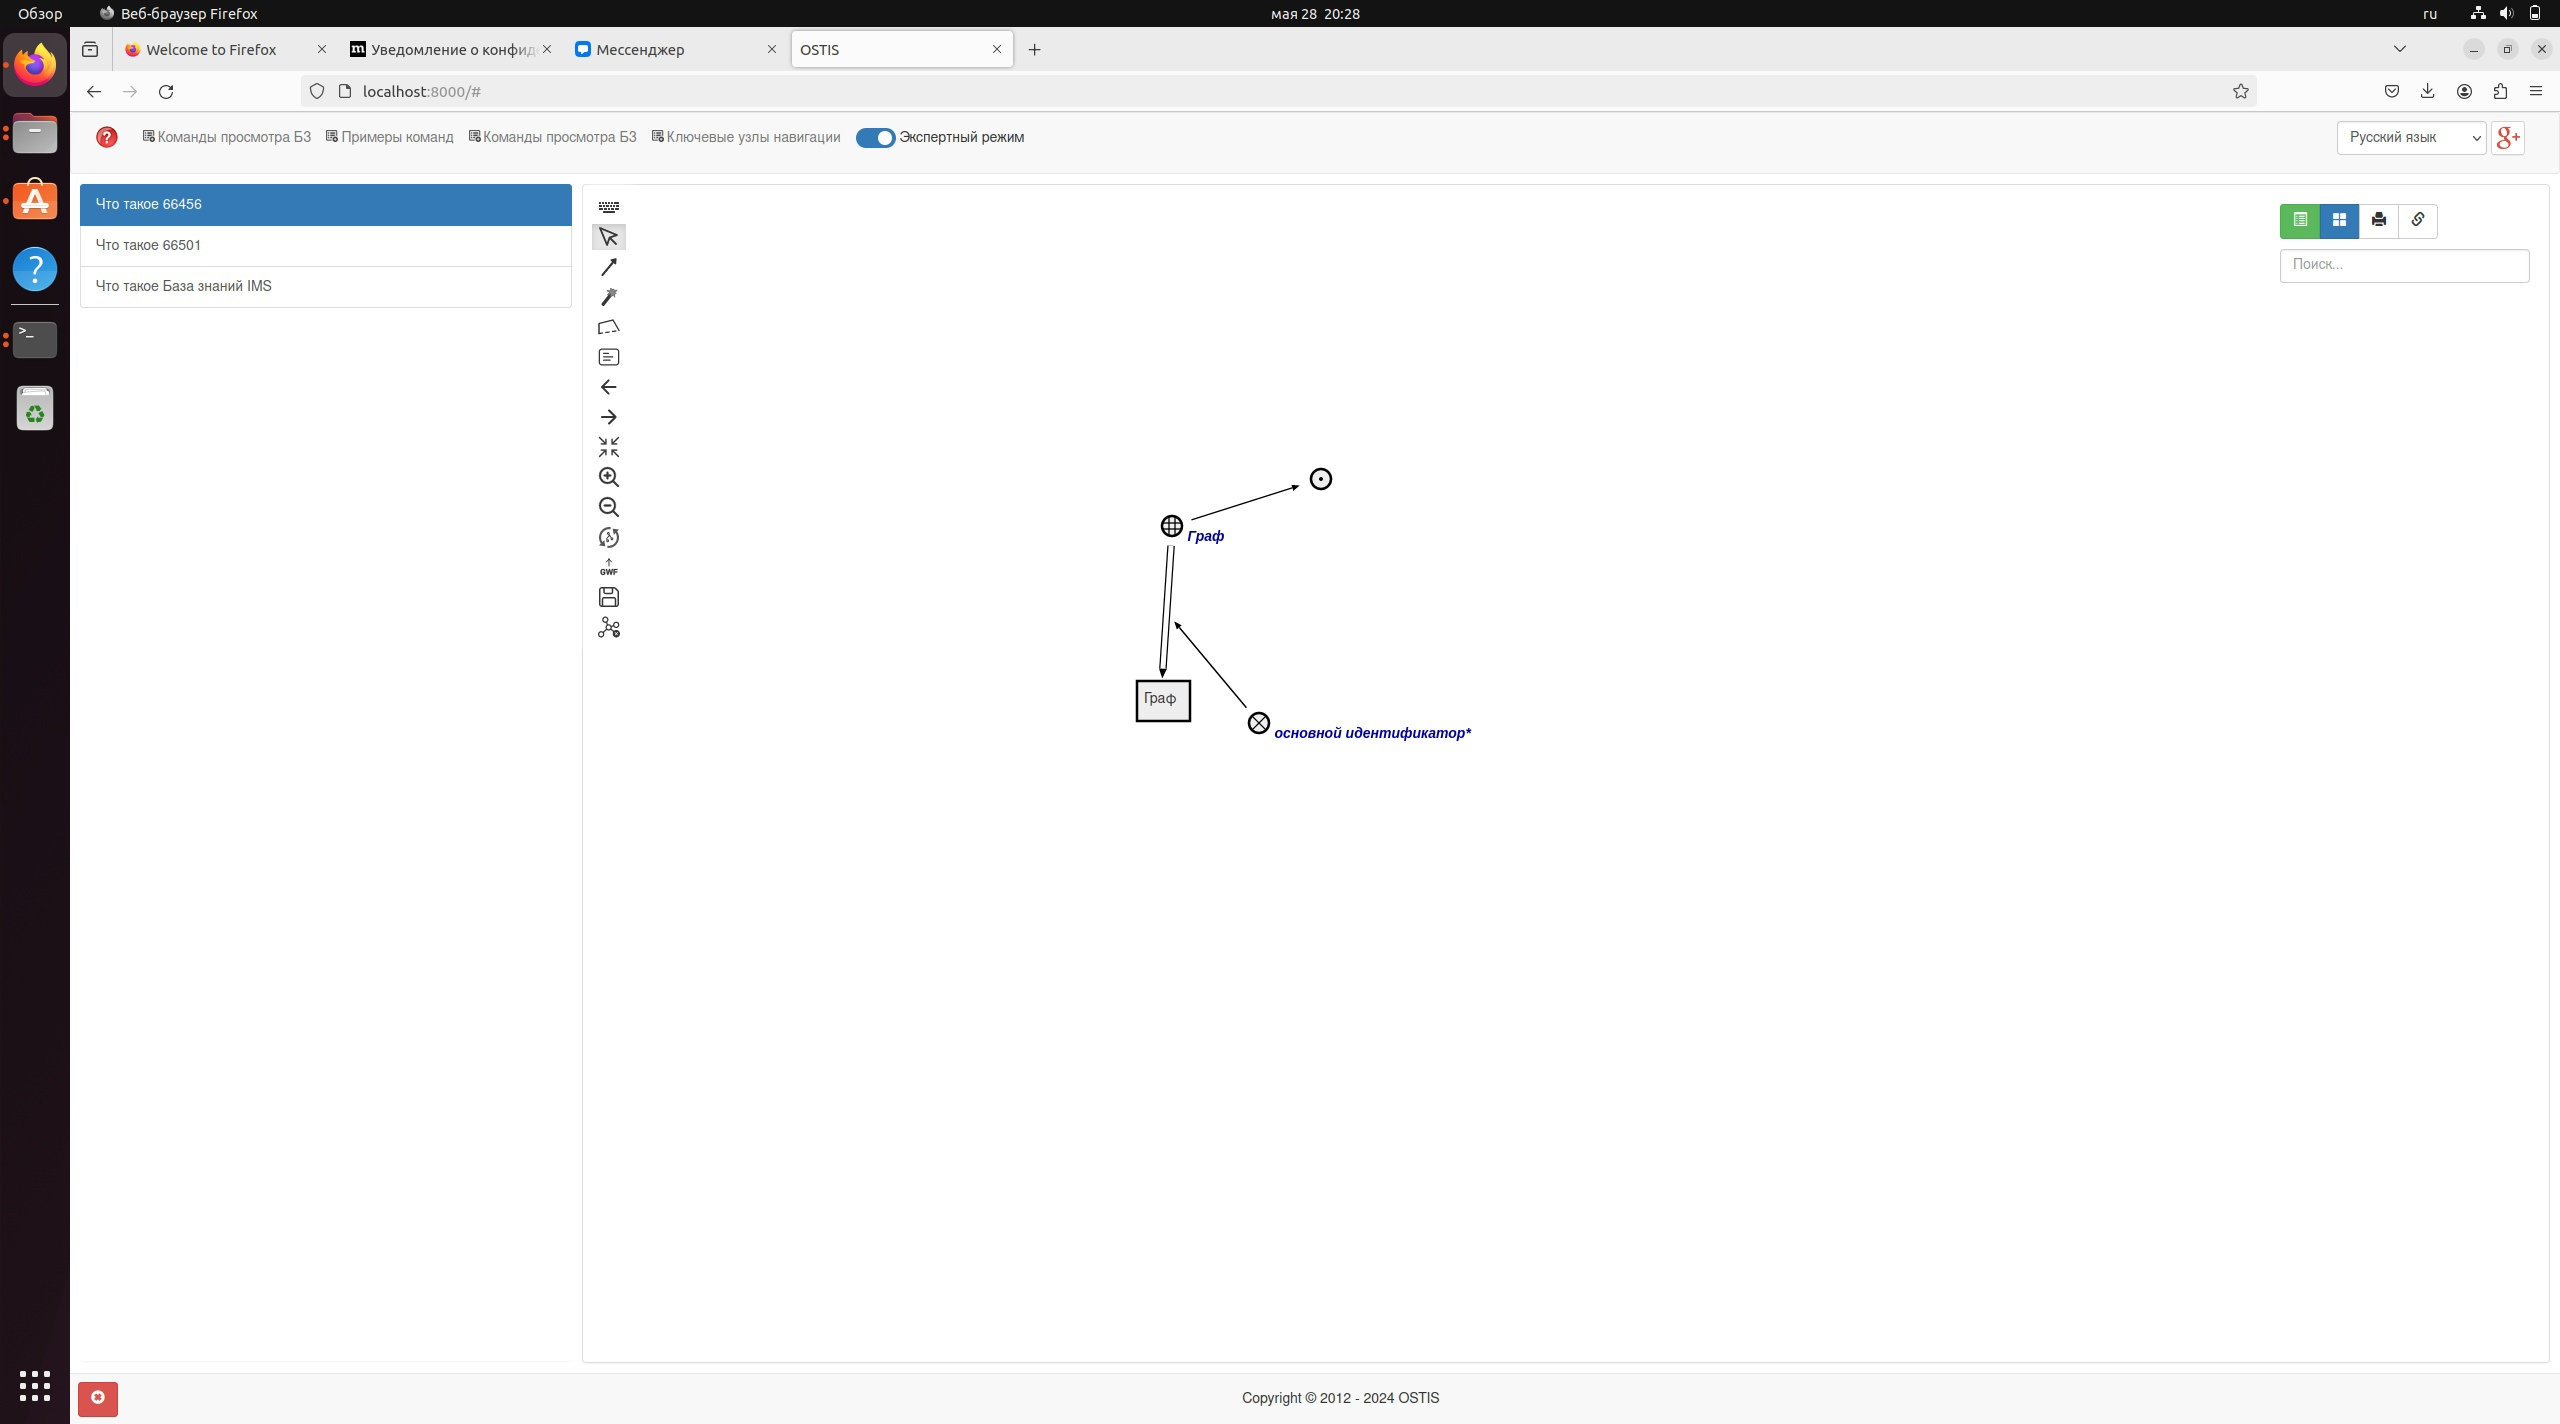 Обзор
Веб-браузер Firefox
мая 28 20:28
ru
Welcome to Firefox
Уведомление о конфид
Мессенджер
OSTIS
localhost:8000/#
Команды просмотра БЗ
Примеры команд
Команды просмотра БЗ
Ключевые узлы навигации
Экспертный режим
Русский язык
g+
Что такое 66456
Что такое 66501
Что такое База знаний IMS
Поиск...
GWF
Граф
Граф
основной идентификатор*
Copyright © 2012 - 2024 OSTIS